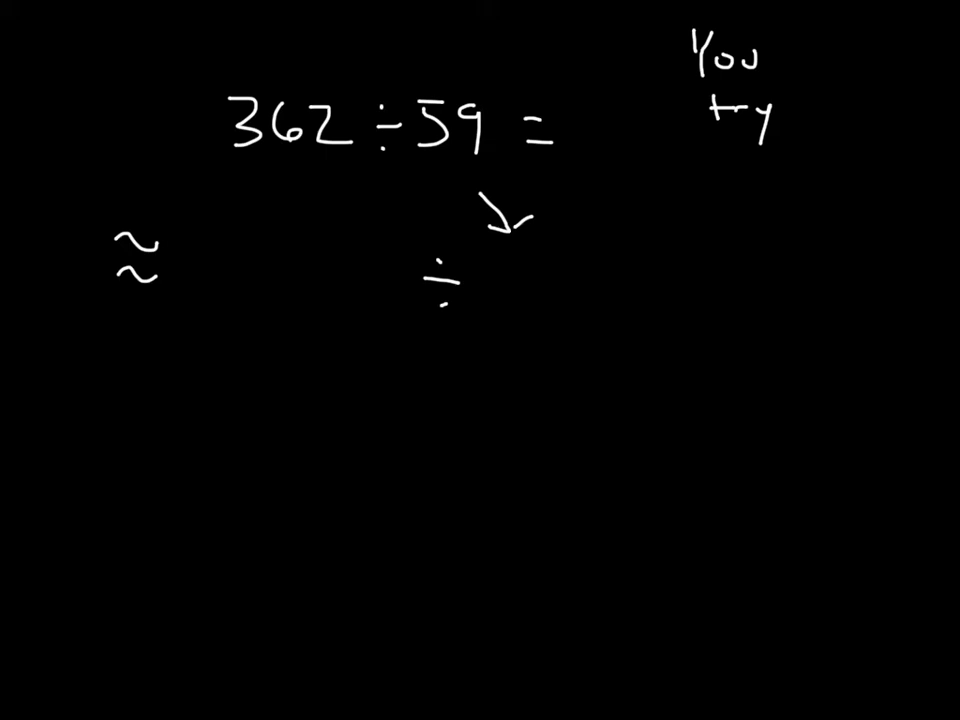 You
try
362 ÷ 59 =
≈ ÷